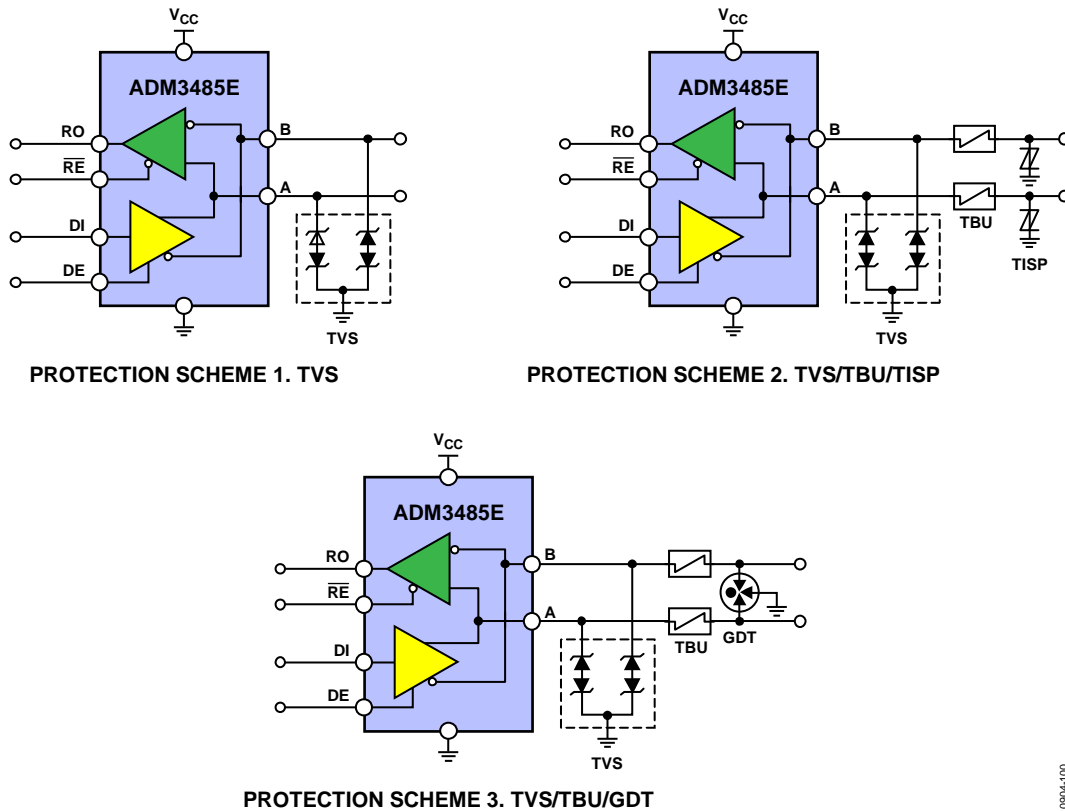 VCC
ADM3485E
RO
RE
DI
DE
B
A
TVS
PROTECTION SCHEME 1. TVS
VCC
ADM3485E
RO
RE
DI
DE
B
A
TBU
TISP
TVS
PROTECTION SCHEME 2. TVS/TBU/TISP
VCC
ADM3485E
RO
RE
DI
DE
B
A
TBU
GDT
TVS
PROTECTION SCHEME 3. TVS/TBU/GDT